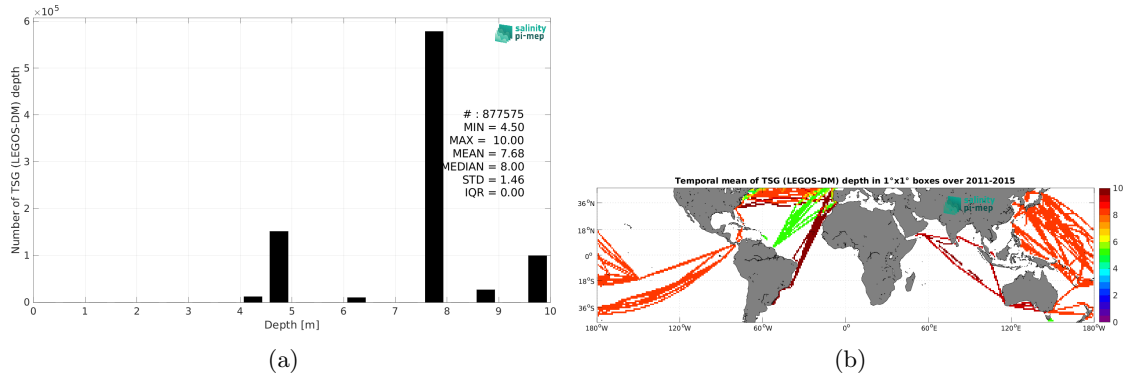 ×10⁵
6
5
4
3
2
1
0
Number of TSG (LEGOS-DM) depth
salinity
pi-mep
# : 877575
MIN = 4.50
MAX = 10.00
MEAN = 7.68
MEDIAN = 8.00
STD = 1.46
IQR = 0.00
0 1 2 3 4 5 6 7 8 9 10
Depth [m]
(a)
Temporal mean of TSG (LEGOS-DM) depth in 1°x1° boxes over 2011-2015
salinity
pi-mep
36°N
18°N
0°
18°S
36°S
180°W 120°W 60°W 0° 60°E 120°E 180°W
10
8
6
4
2
0
(b)